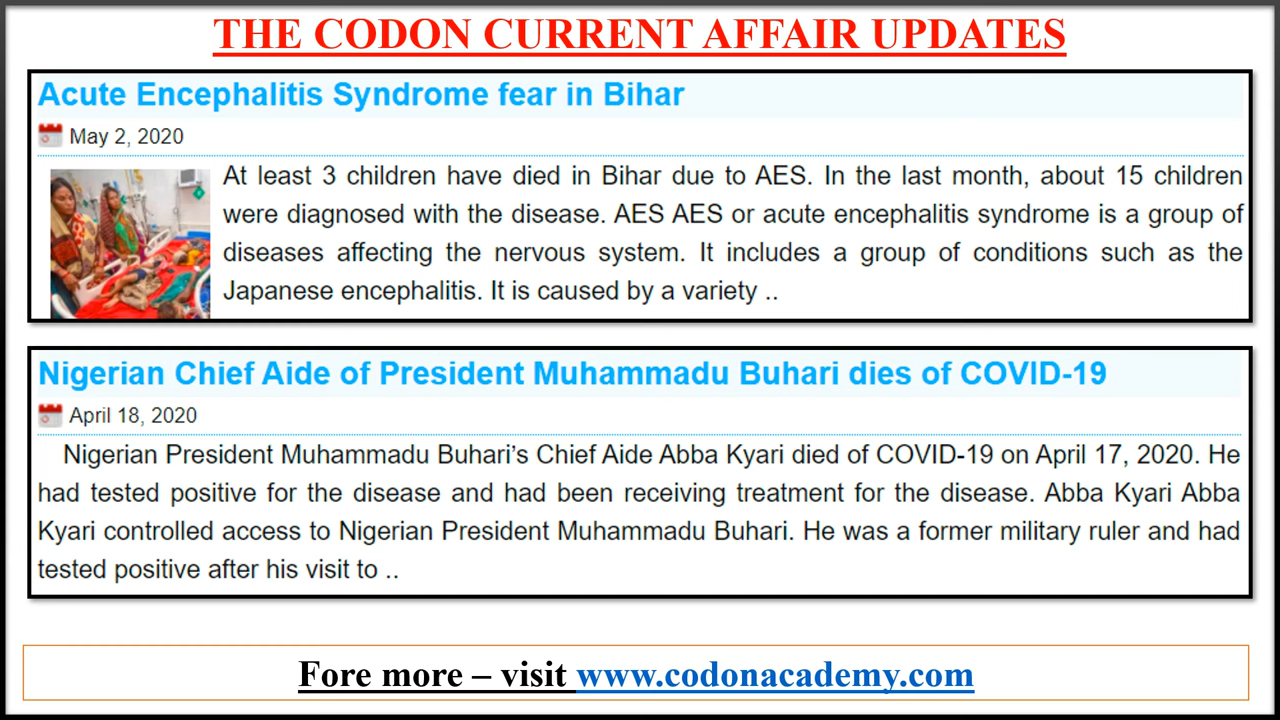 THE CODON CURRENT AFFAIR UPDATES
Acute Encephalitis Syndrome fear in Bihar
May 2, 2020
At least 3 children have died in Bihar due to AES. In the last month, about 15 children
were diagnosed with the disease. AES AES or acute encephalitis syndrome is a group of
diseases affecting the nervous system. It includes a group of conditions such as the
Japanese encephalitis. It is caused by a variety ..
Nigerian Chief Aide of President Muhammadu Buhari dies of COVID-19
April 18, 2020
Nigerian President Muhammadu Buhari’s Chief Aide Abba Kyari died of COVID-19 on April 17, 2020. He
had tested positive for the disease and had been receiving treatment for the disease. Abba Kyari Abba
Kyari controlled access to Nigerian President Muhammadu Buhari. He was a former military ruler and had
tested positive after his visit to ..
Fore more – visit www.codonacademy.com